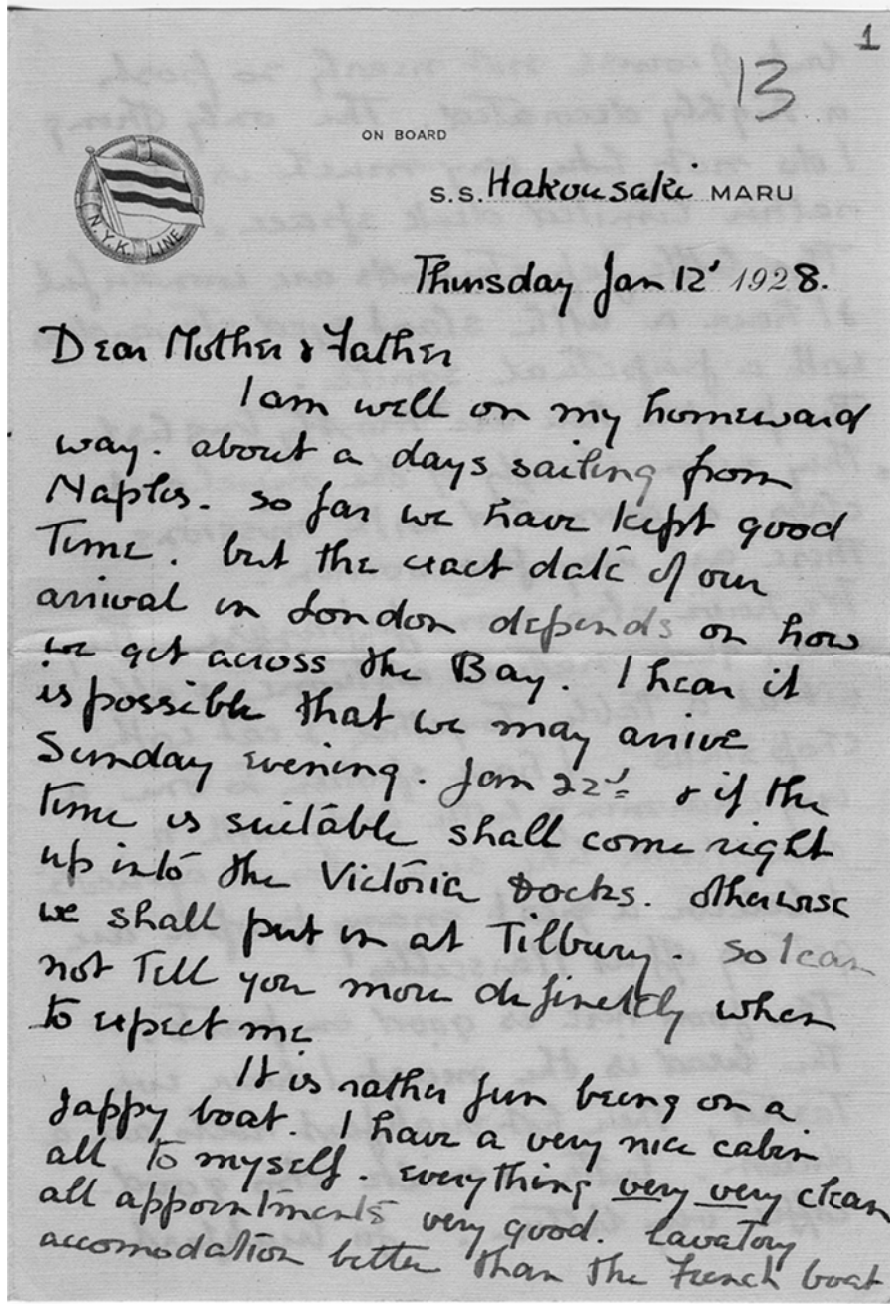 1
13
ON BOARD
S.S. Hakousaki MARU
N.Y.K. LINE
Thursday Jan 12' 1928.
Dear Mother & Father
I am well on my homeward
way. about a days sailing from
Naples. so far we have kept good
Time. but the exact date of our
arrival in London depends on how
we get across the Bay. I hear it
is possible that we may arrive
Sunday evening. Jan 22d & if the
time is suitable shall come right
up into the Victoria Docks. otherwise
we shall put in at Tilbury. So I can
not Tell you more definetely when
to expect me
It is rather fun being on a
Jappy boat. I have a very nice cabin
all to myself. everything very very clean
all appointments very good. Lavatory
accomodation better than the French boat